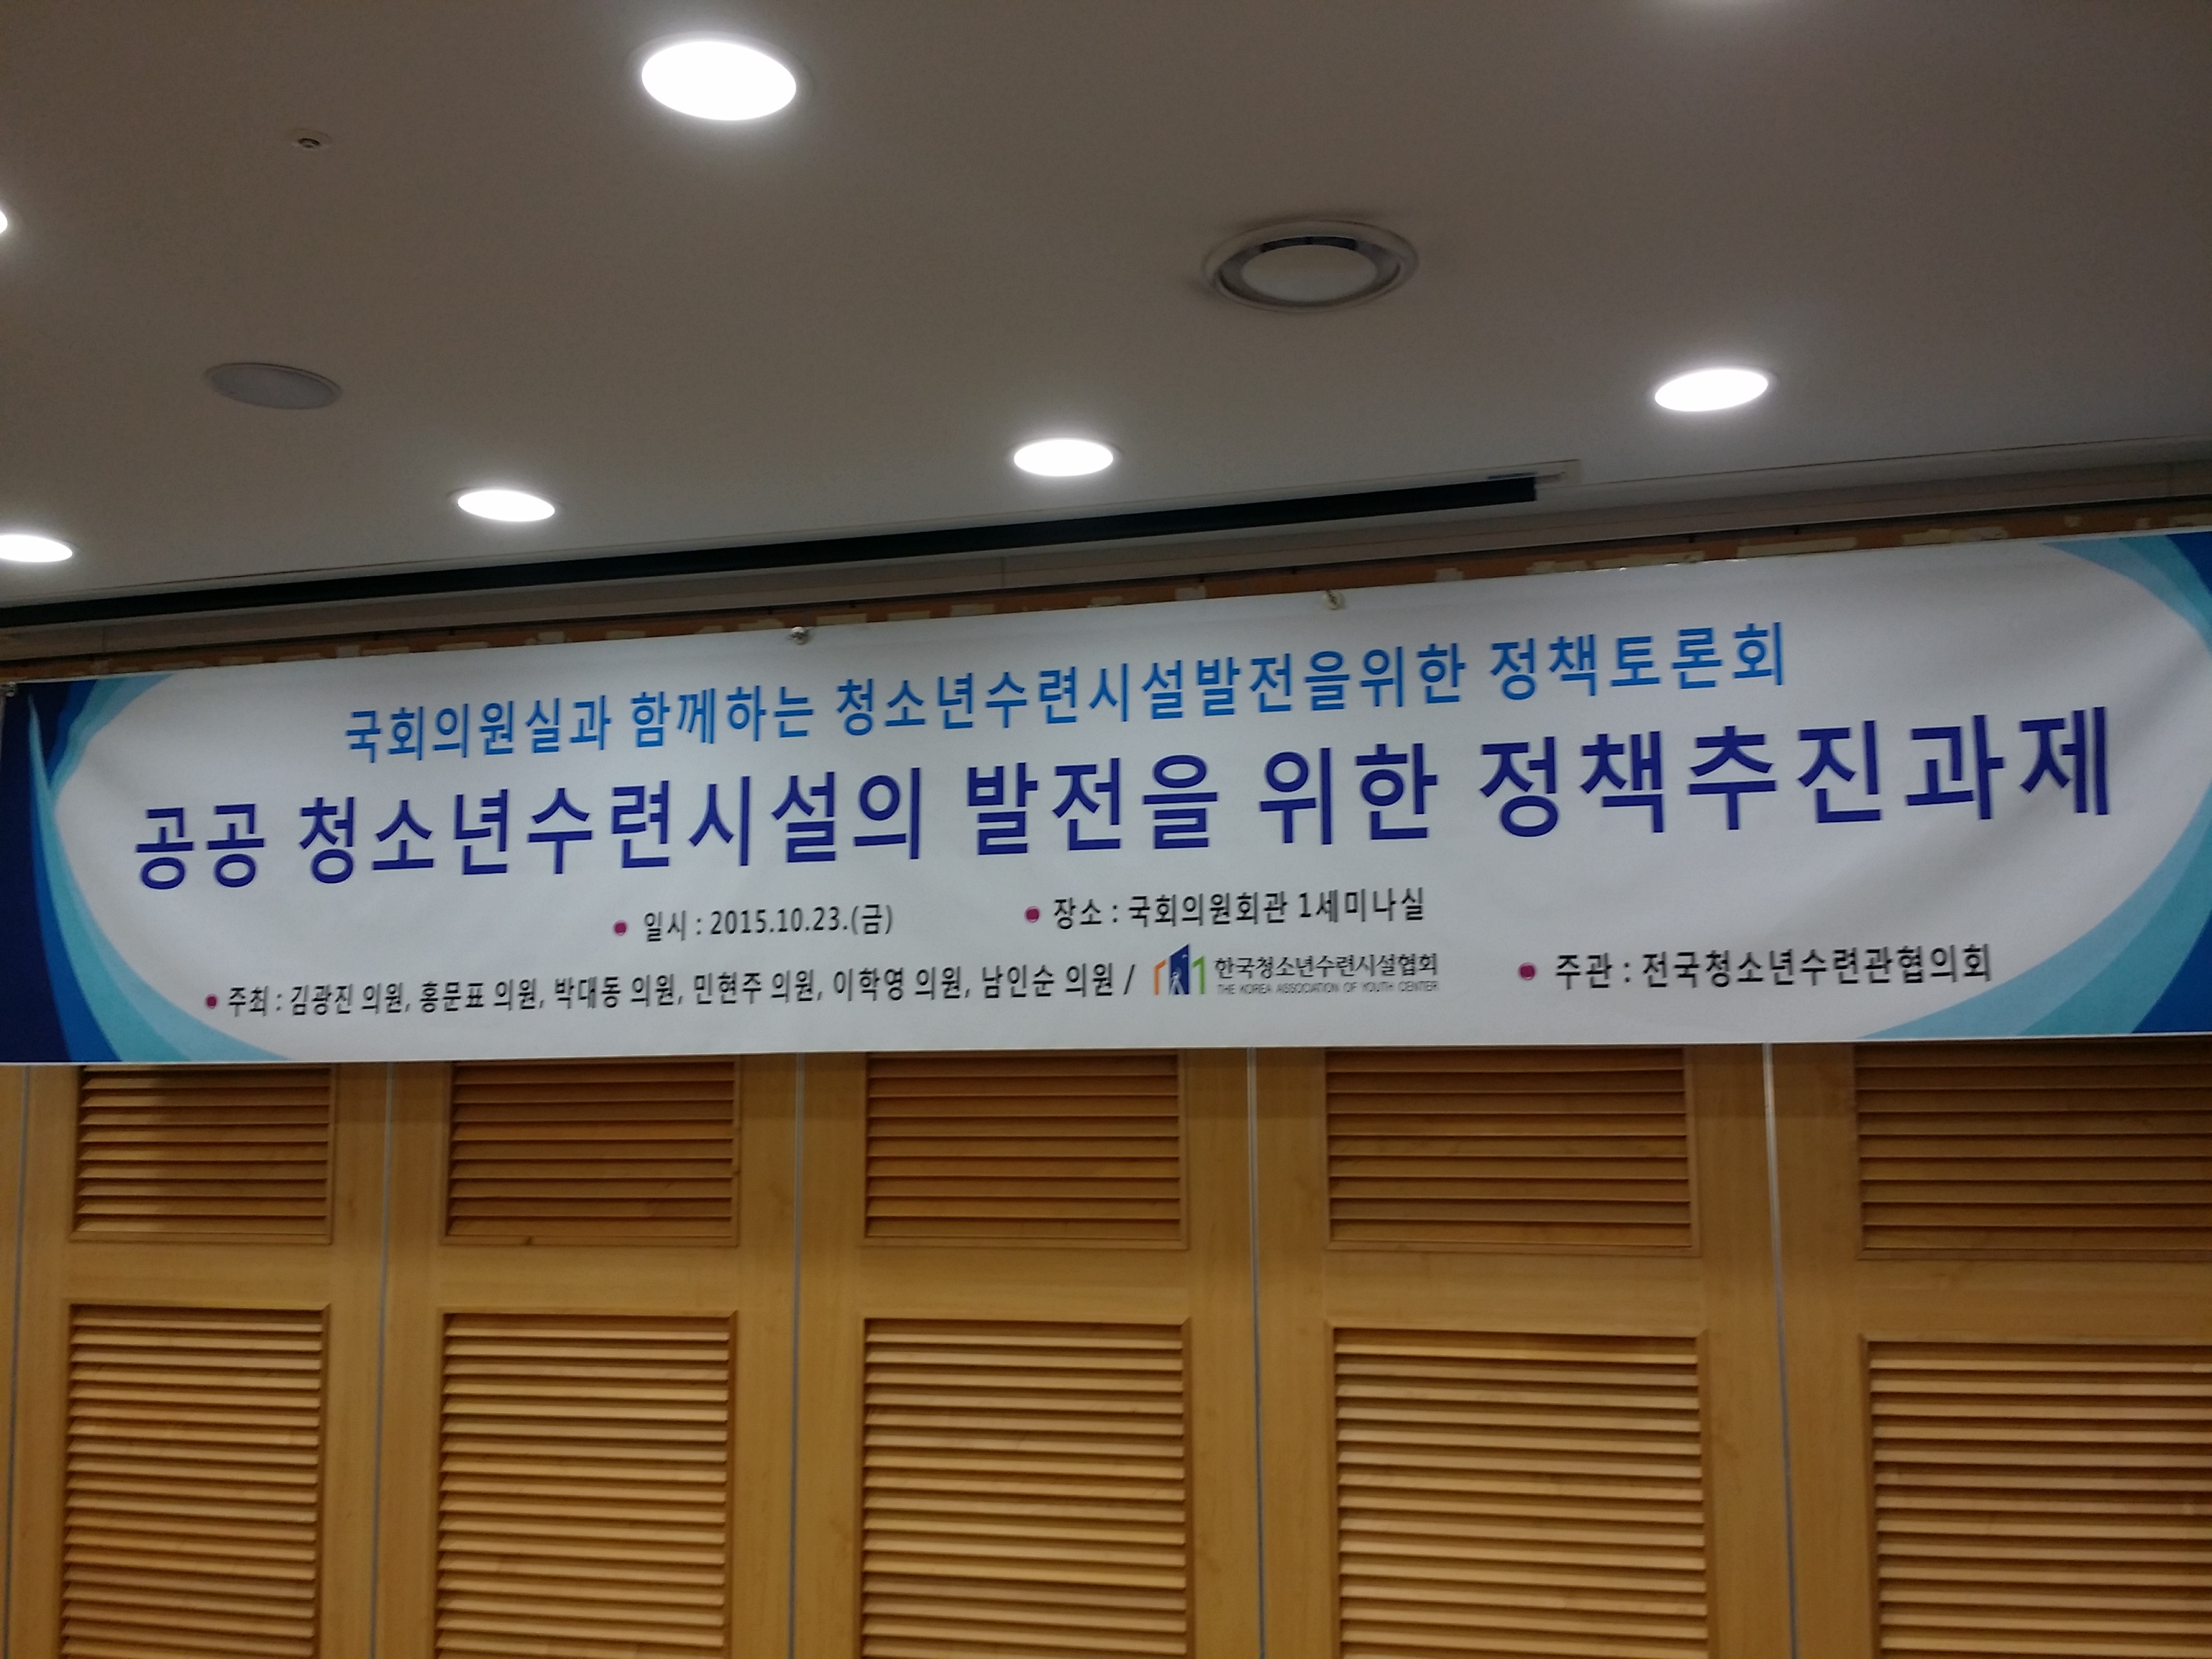 국회의원실과 함께하는 청소년수련시설발전을위한 정책토론회
공공 청소년수련시설의 발전을 위한 정책추진과제
• 일시 : 2015.10.23.(금) • 장소 : 국회의원회관 1세미나실
• 주최 : 김광진 의원, 홍문표 의원, 박대동 의원, 민현주 의원, 이학영 의원, 남인순 의원 / 한국청소년수련시설협회 • 주관 : 전국청소년수련관협의회
THE KOREA ASSOCIATION OF YOUTH CENTER